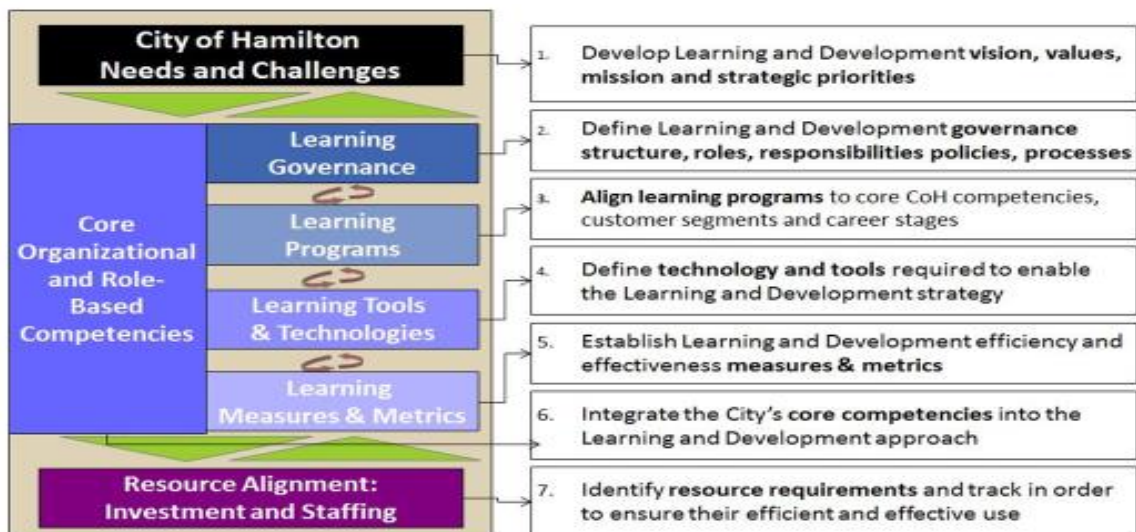 City of Hamilton
Needs and Challenges
Core
Organizational
and Role-
Based
Competencies
Learning
Governance
Learning
Programs
Learning Tools
& Technologies
Learning
Measures & Metrics
Resource Alignment:
Investment and Staffing
1. Develop Learning and Development vision, values,
mission and strategic priorities
2. Define Learning and Development governance
structure, roles, responsibilities policies, processes
3. Align learning programs to core CoH competencies,
customer segments and career stages
4. Define technology and tools required to enable
the Learning and Development strategy
5. Establish Learning and Development efficiency and
effectiveness measures & metrics
6. Integrate the City's core competencies into the
Learning and Development approach
7. Identify resource requirements and track in order
to ensure their efficient and effective use